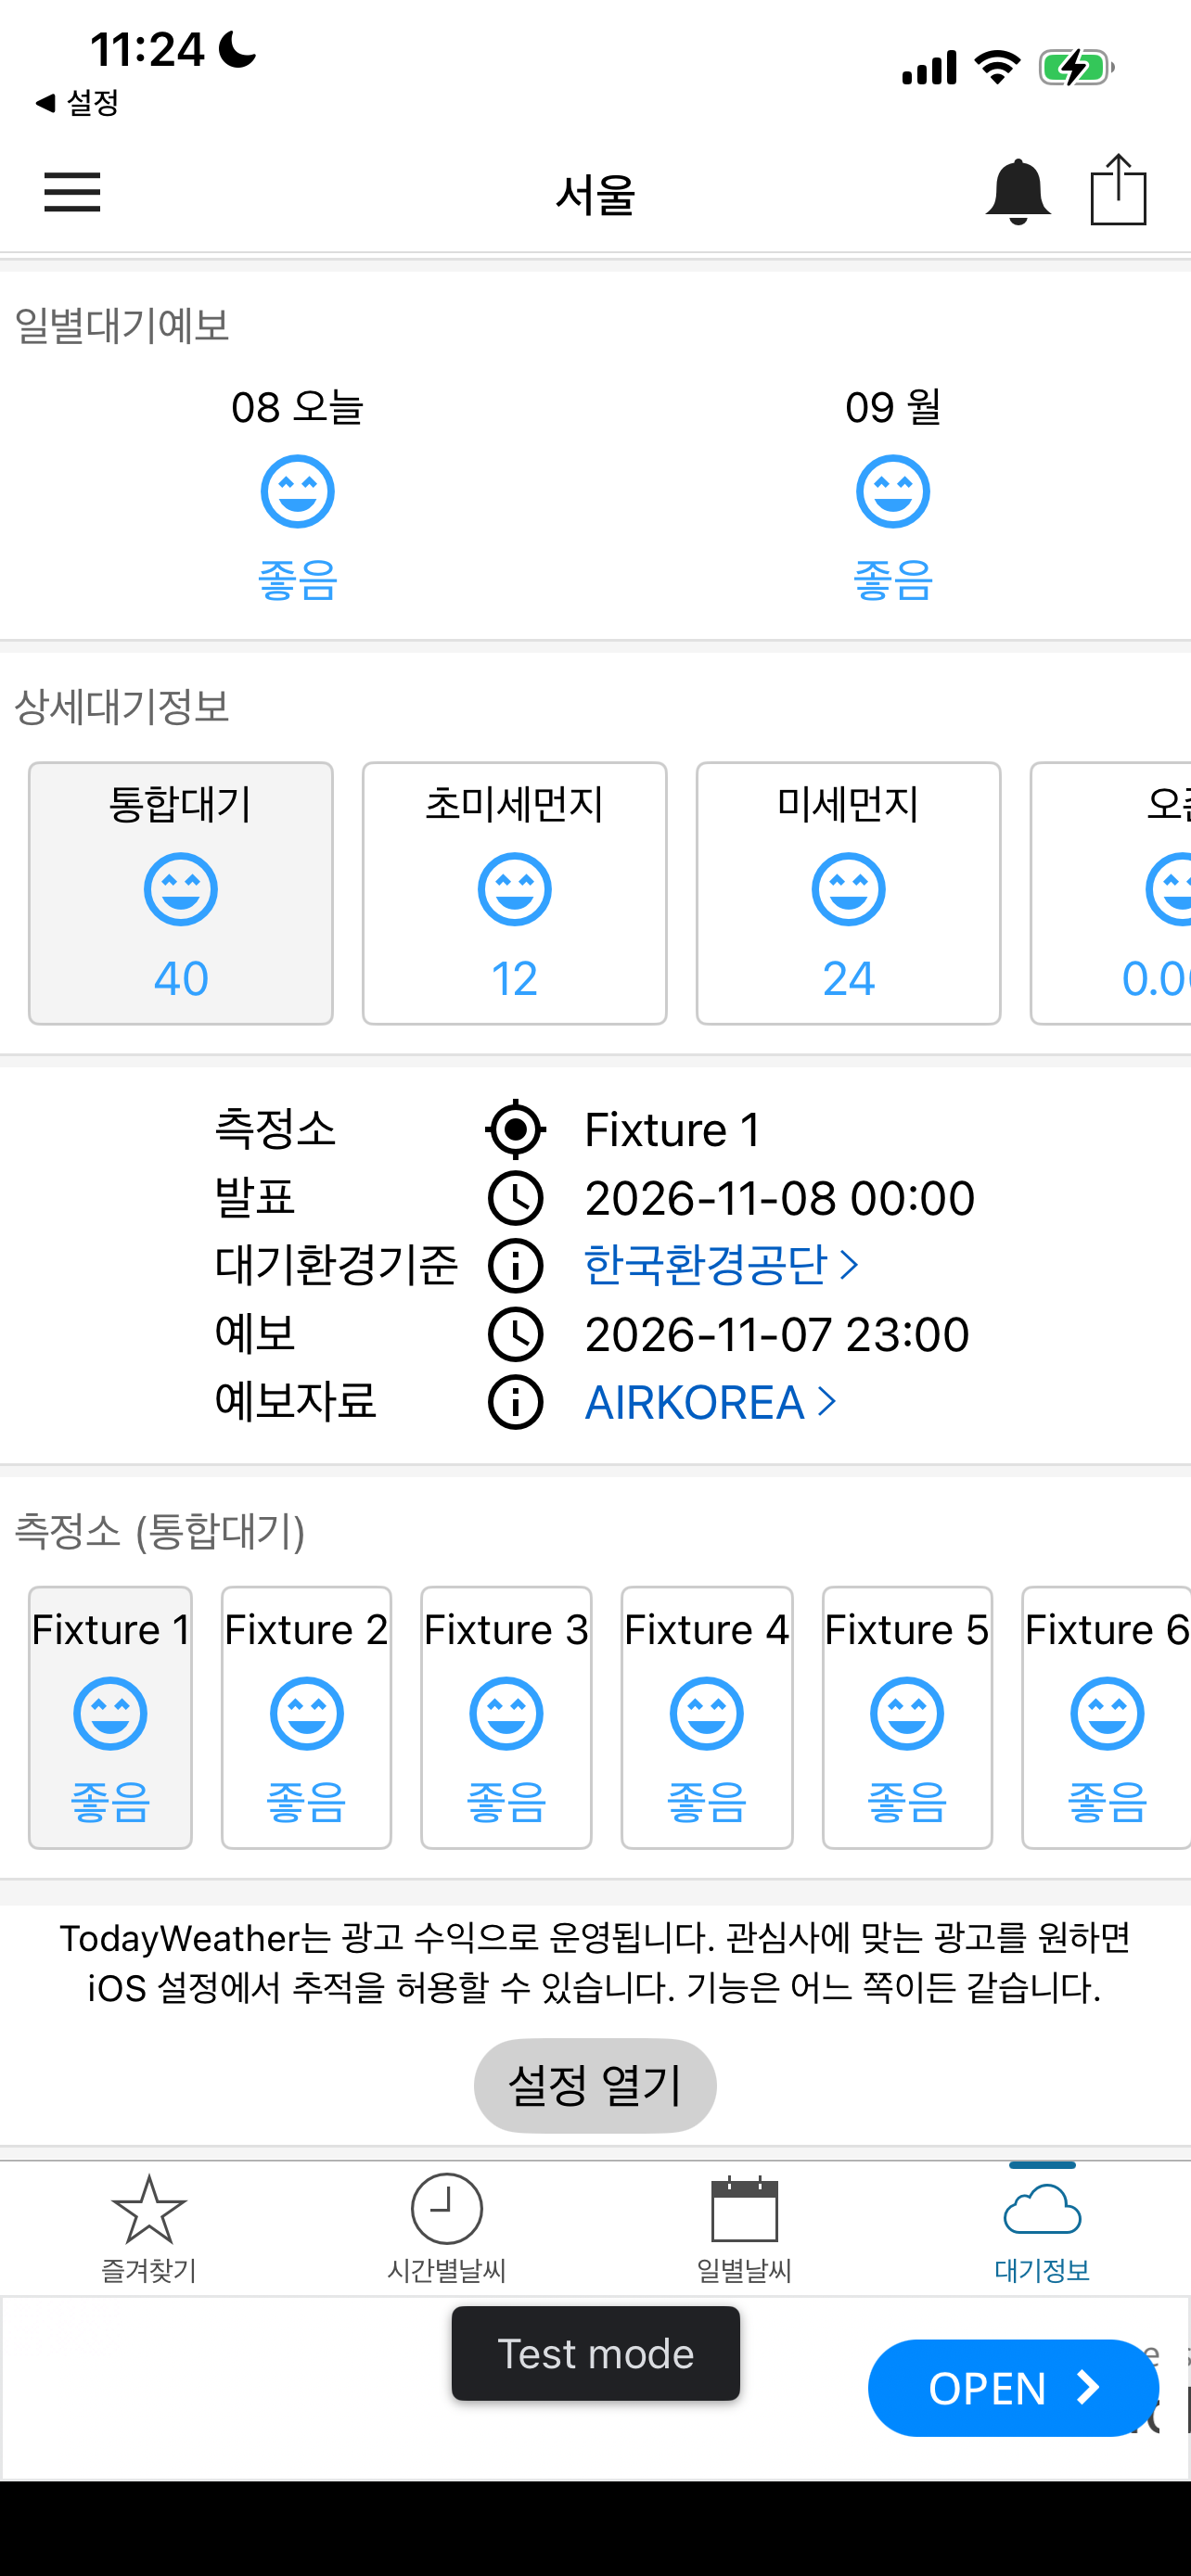 11:24
◀ 설정
서울
일별대기예보
08 오늘
09 월
좋음
좋음
상세대기정보
통합대기
초미세먼지
미세먼지
40
12
24
0.0
측정소 Fixture 1
발표 2026-11-08 00:00
대기환경기준 한국환경공단 >
예보 2026-11-07 23:00
예보자료 AIRKOREA >
측정소 (통합대기)
Fixture 1
Fixture 2
Fixture 3
Fixture 4
Fixture 5
Fixture 6
좋음
좋음
좋음
좋음
좋음
좋음
TodayWeather는 광고 수익으로 운영됩니다. 관심사에 맞는 광고를 원하면
iOS 설정에서 추적을 허용할 수 있습니다. 기능은 어느 쪽이든 같습니다.
설정 열기
즐겨찾기
시간별날씨
일별날씨
대기정보
Test mode
OPEN >